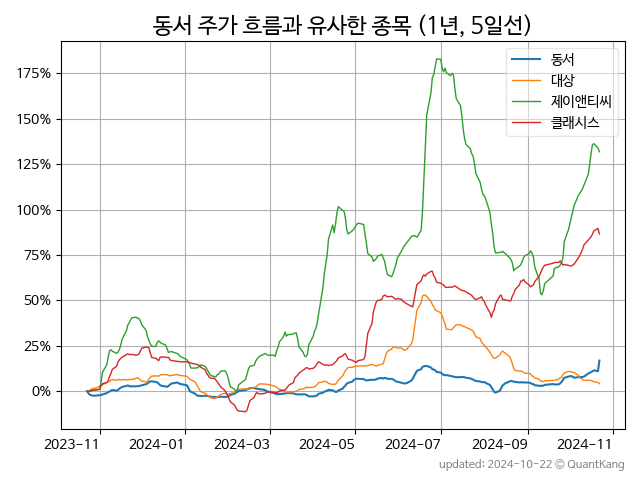 동서 주가 흐름과 유사한 종목 (1년, 5일선)
동서
대상
제이앤티씨
클래시스
175%
150%
125%
100%
75%
50%
25%
0%
2023-11 2024-01 2024-03 2024-05 2024-07 2024-09 2024-11
updated: 2024-10-22 © QuantKang